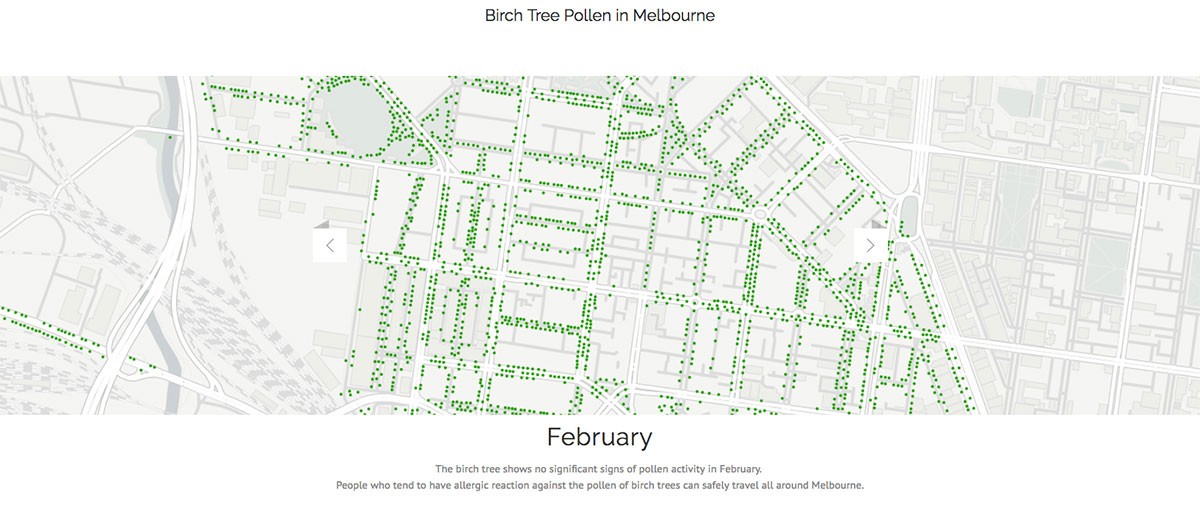 Birch Tree Pollen in Melbourne
February
The birch tree shows no significant signs of pollen activity in February.
People who tend to have allergic reaction against the pollen of birch trees can safely travel all around Melbourne.